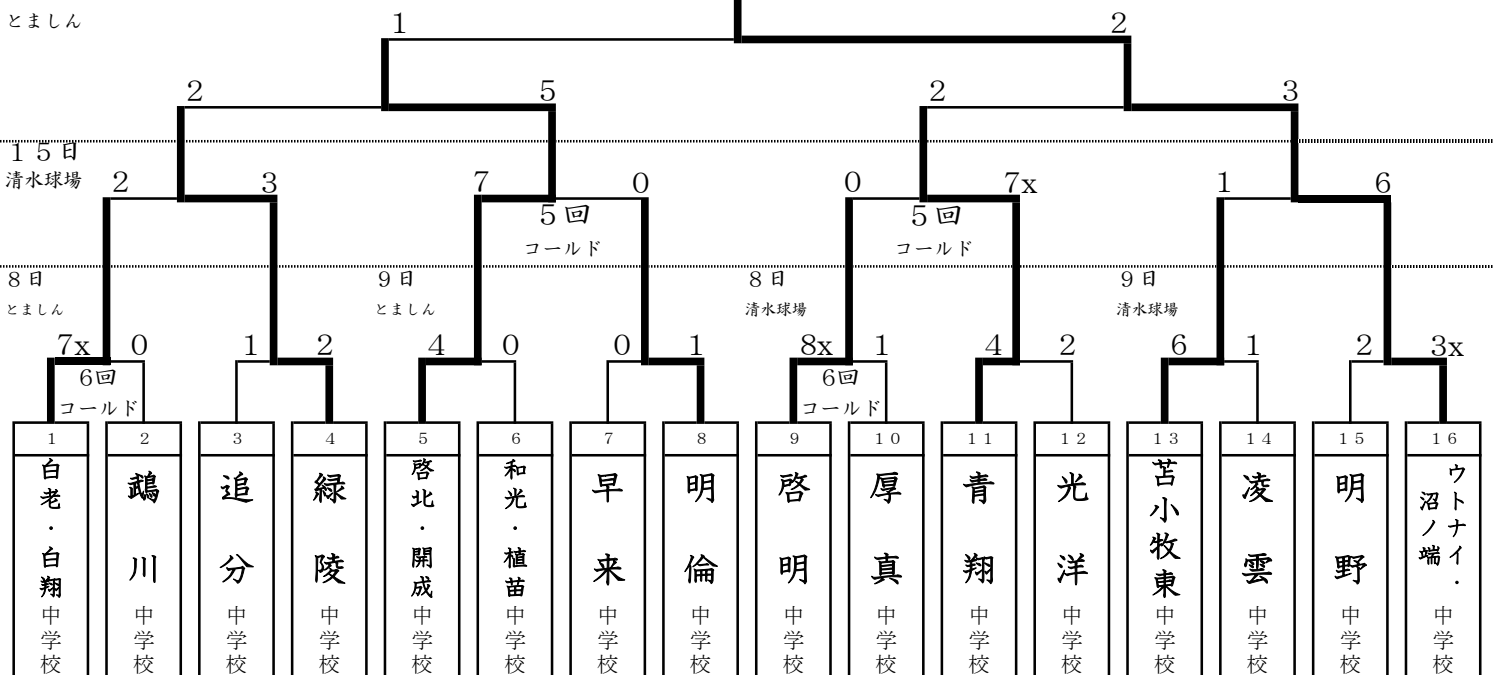 とましん
1
2
2
5
2
3
１５日
清水球場
2
3
7
0
0
7x
1
6
5回
コールド
5回
コールド
8日
とましん
9日
とましん
8日
清水球場
9日
清水球場
7x
0
1
2
4
0
0
1
8x
1
4
2
6
1
2
3x
6回
コールド
6回
コールド
1
2
3
4
5
6
7
8
9
10
11
12
13
14
15
16
白老・白翔中学校
鵡川中学校
追分中学校
緑陵中学校
啓北・開成中学校
和光・植苗中学校
早来中学校
明倫中学校
啓明中学校
厚真中学校
青翔中学校
光洋中学校
苫小牧東中学校
凌雲中学校
明野中学校
ウトナイ・
沼ノ端
中学校